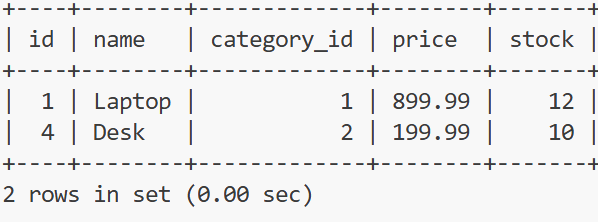 +----+--------+-------------+--------+-------+
| id | name   | category_id | price  | stock |
+----+--------+-------------+--------+-------+
|  1 | Laptop |           1 | 899.99 |    12 |
|  4 | Desk   |           2 | 199.99 |    10 |
+----+--------+-------------+--------+-------+
2 rows in set (0.00 sec)